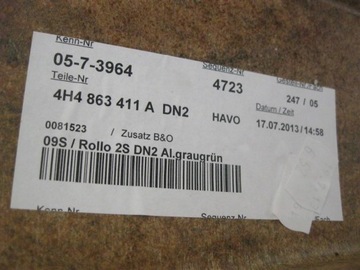 Kenn-Nr Sequenz-Nr
05-7-3964 4723 247 / 05
Teile-Nr Datum / Zeit
4H4 863 411 A DN2 HAVO 17.07.2013/14:58
0081523 / Zusatz B&O
09S / Rollo 2S DN2 Al.graugrün
Kenn-Nr Sequenz-Nr Fach